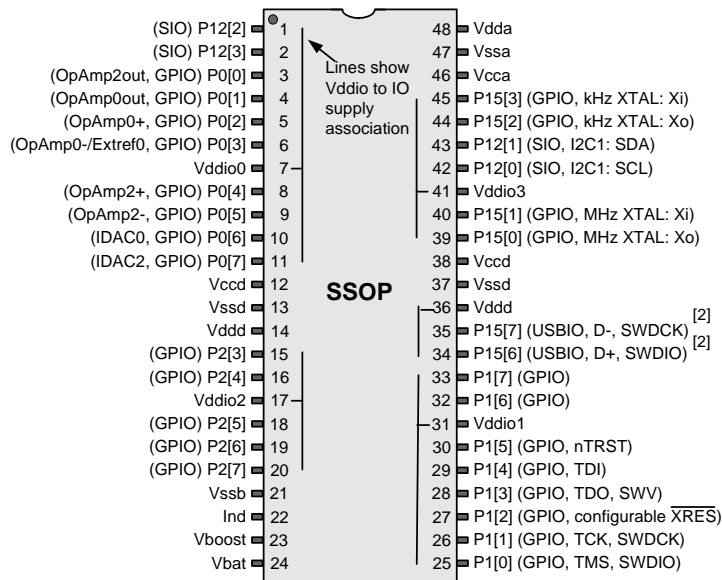 (SIO) P12[2] 1 48 Vdda
(SIO) P12[3] 2 47 Vssa
(OpAmp2out, GPIO) P0[0] 3 46 Vcca
(OpAmp0out, GPIO) P0[1] 4 45 P15[3] (GPIO, kHz XTAL: Xi)
(OpAmp0+, GPIO) P0[2] 5 44 P15[2] (GPIO, kHz XTAL: Xo)
(OpAmp0-/Extref0, GPIO) P0[3] 6 43 P12[1] (SIO, I2C1: SDA)
Lines show
Vddio to IO
supply
association
Vddio0 7 42 P12[0] (SIO, I2C1: SCL)
(OpAmp2+, GPIO) P0[4] 8 41 Vddio3
(OpAmp2-, GPIO) P0[5] 9 40 P15[1] (GPIO, MHz XTAL: Xi)
(IDAC0, GPIO) P0[6] 10 39 P15[0] (GPIO, MHz XTAL: Xo)
(IDAC2, GPIO) P0[7] 11 38 Vccd
Vccd 12 37 Vssd
SSOP
Vssd 13 36 Vddd
Vddd 14 35 P15[7] (USBIO, D-, SWDCK) [2]
(GPIO) P2[3] 15 34 P15[6] (USBIO, D+, SWDIO) [2]
(GPIO) P2[4] 16 33 P1[7] (GPIO)
Vddio2 17 32 P1[6] (GPIO)
(GPIO) P2[5] 18 31 Vddio1
(GPIO) P2[6] 19 30 P1[5] (GPIO, nTRST)
(GPIO) P2[7] 20 29 P1[4] (GPIO, TDI)
Vssb 21 28 P1[3] (GPIO, TDO, SWV)
Ind 22 27 P1[2] (GPIO, configurable XRES)
Vboost 23 26 P1[1] (GPIO, TCK, SWDCK)
Vbat 24 25 P1[0] (GPIO, TMS, SWDIO)